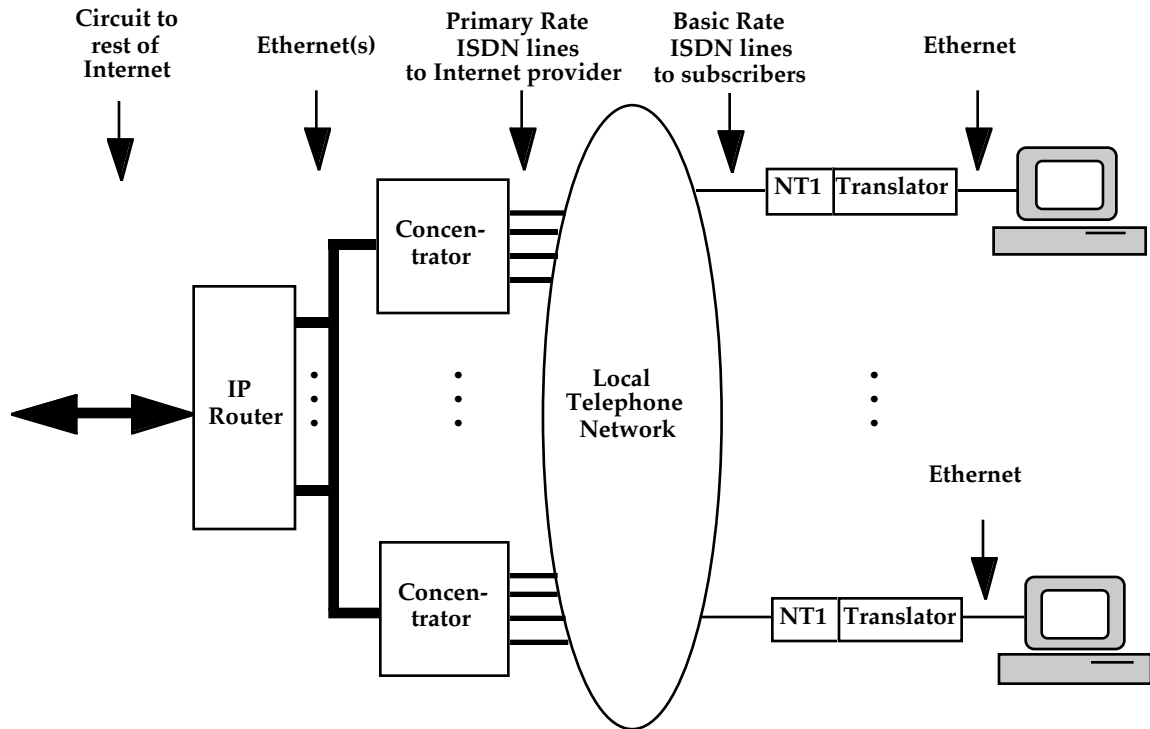 Circuit to
rest of
Internet
Ethernet(s)
Primary Rate
ISDN lines
to Internet provider
Basic Rate
ISDN lines
to subscribers
Ethernet
NT1
Translator
Concen-
trator
IP
Router
Local
Telephone
Network
Ethernet
Concen-
trator
NT1
Translator